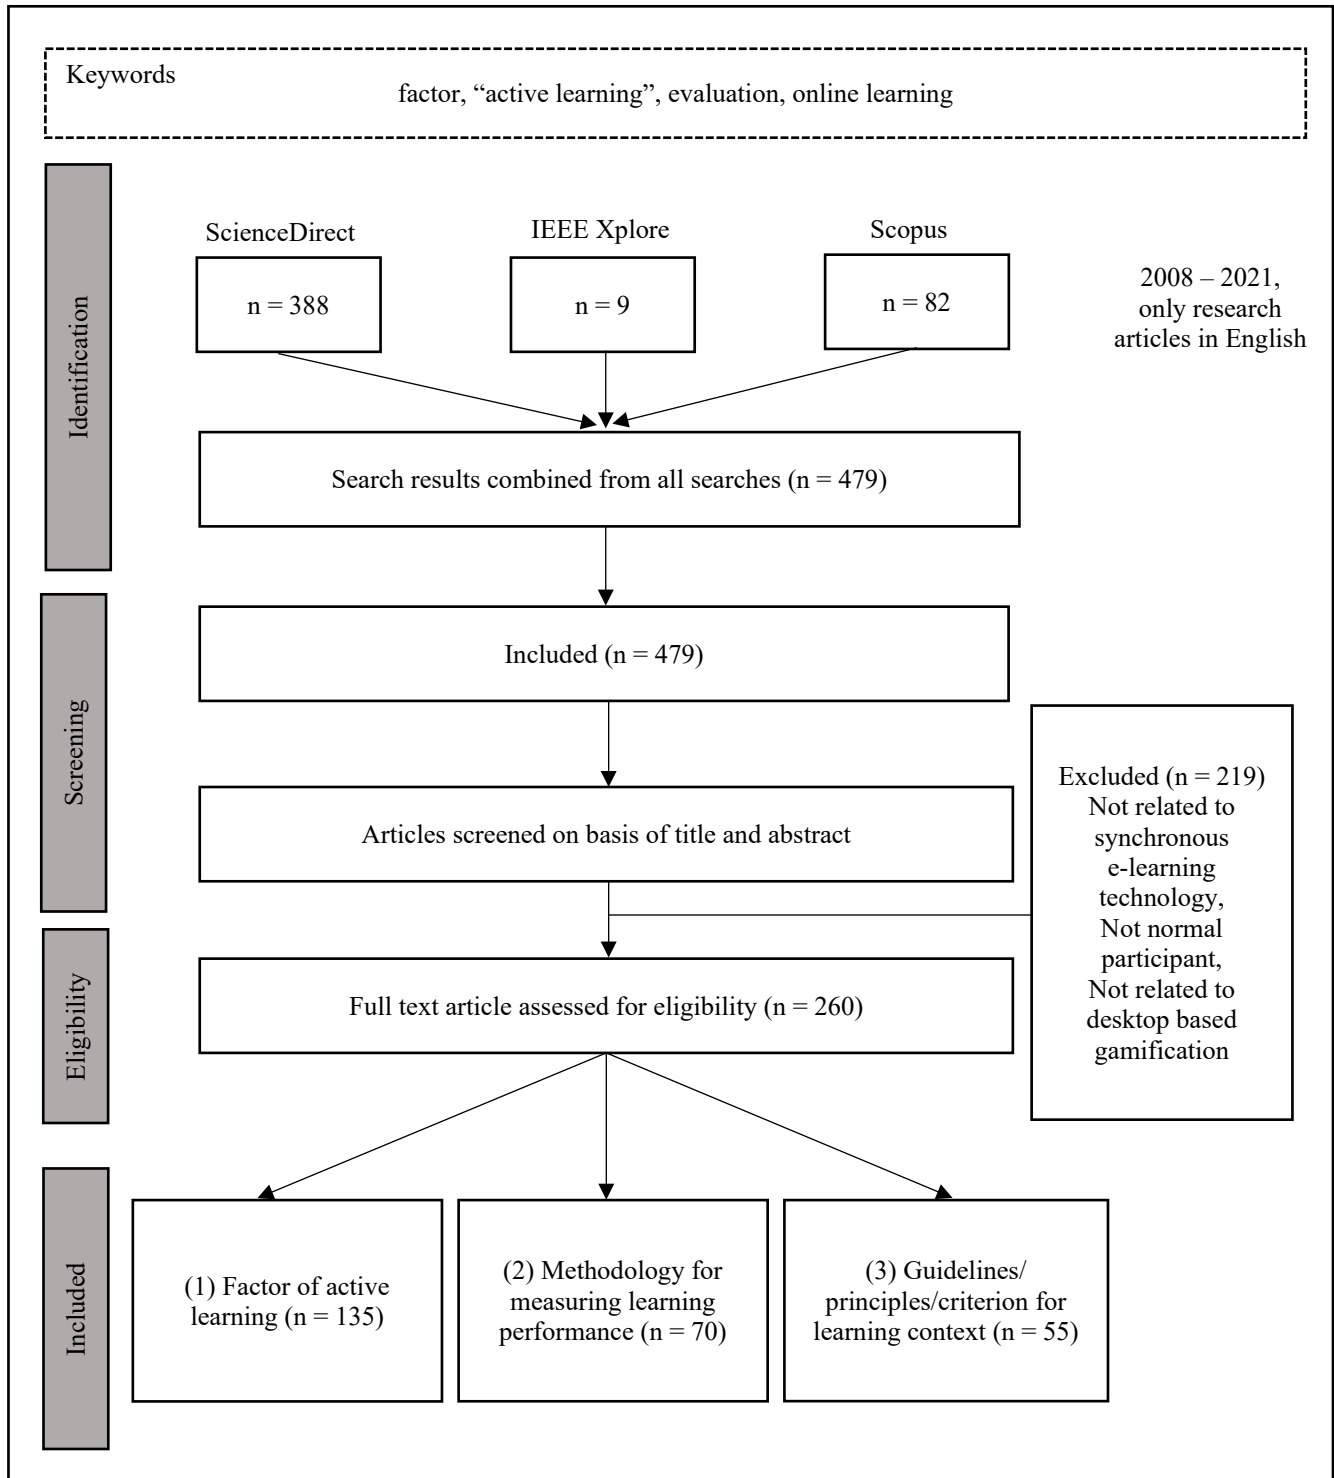 Keywords
factor, “active learning”, evaluation, online learning
Identification
ScienceDirect
n = 388
IEEE Xplore
n = 9
Scopus
n = 82
2008 – 2021,
only research
articles in English
Search results combined from all searches (n = 479)
Screening
Included (n = 479)
Articles screened on basis of title and abstract
Excluded (n = 219)
Not related to
synchronous
e-learning
technology,
Not normal
participant,
Not related to
desktop based
gamification
Eligibility
Full text article assessed for eligibility (n = 260)
Included
(1) Factor of active
learning (n = 135)
(2) Methodology for
measuring learning
performance (n = 70)
(3) Guidelines/
principles/criterion for
learning context (n = 55)